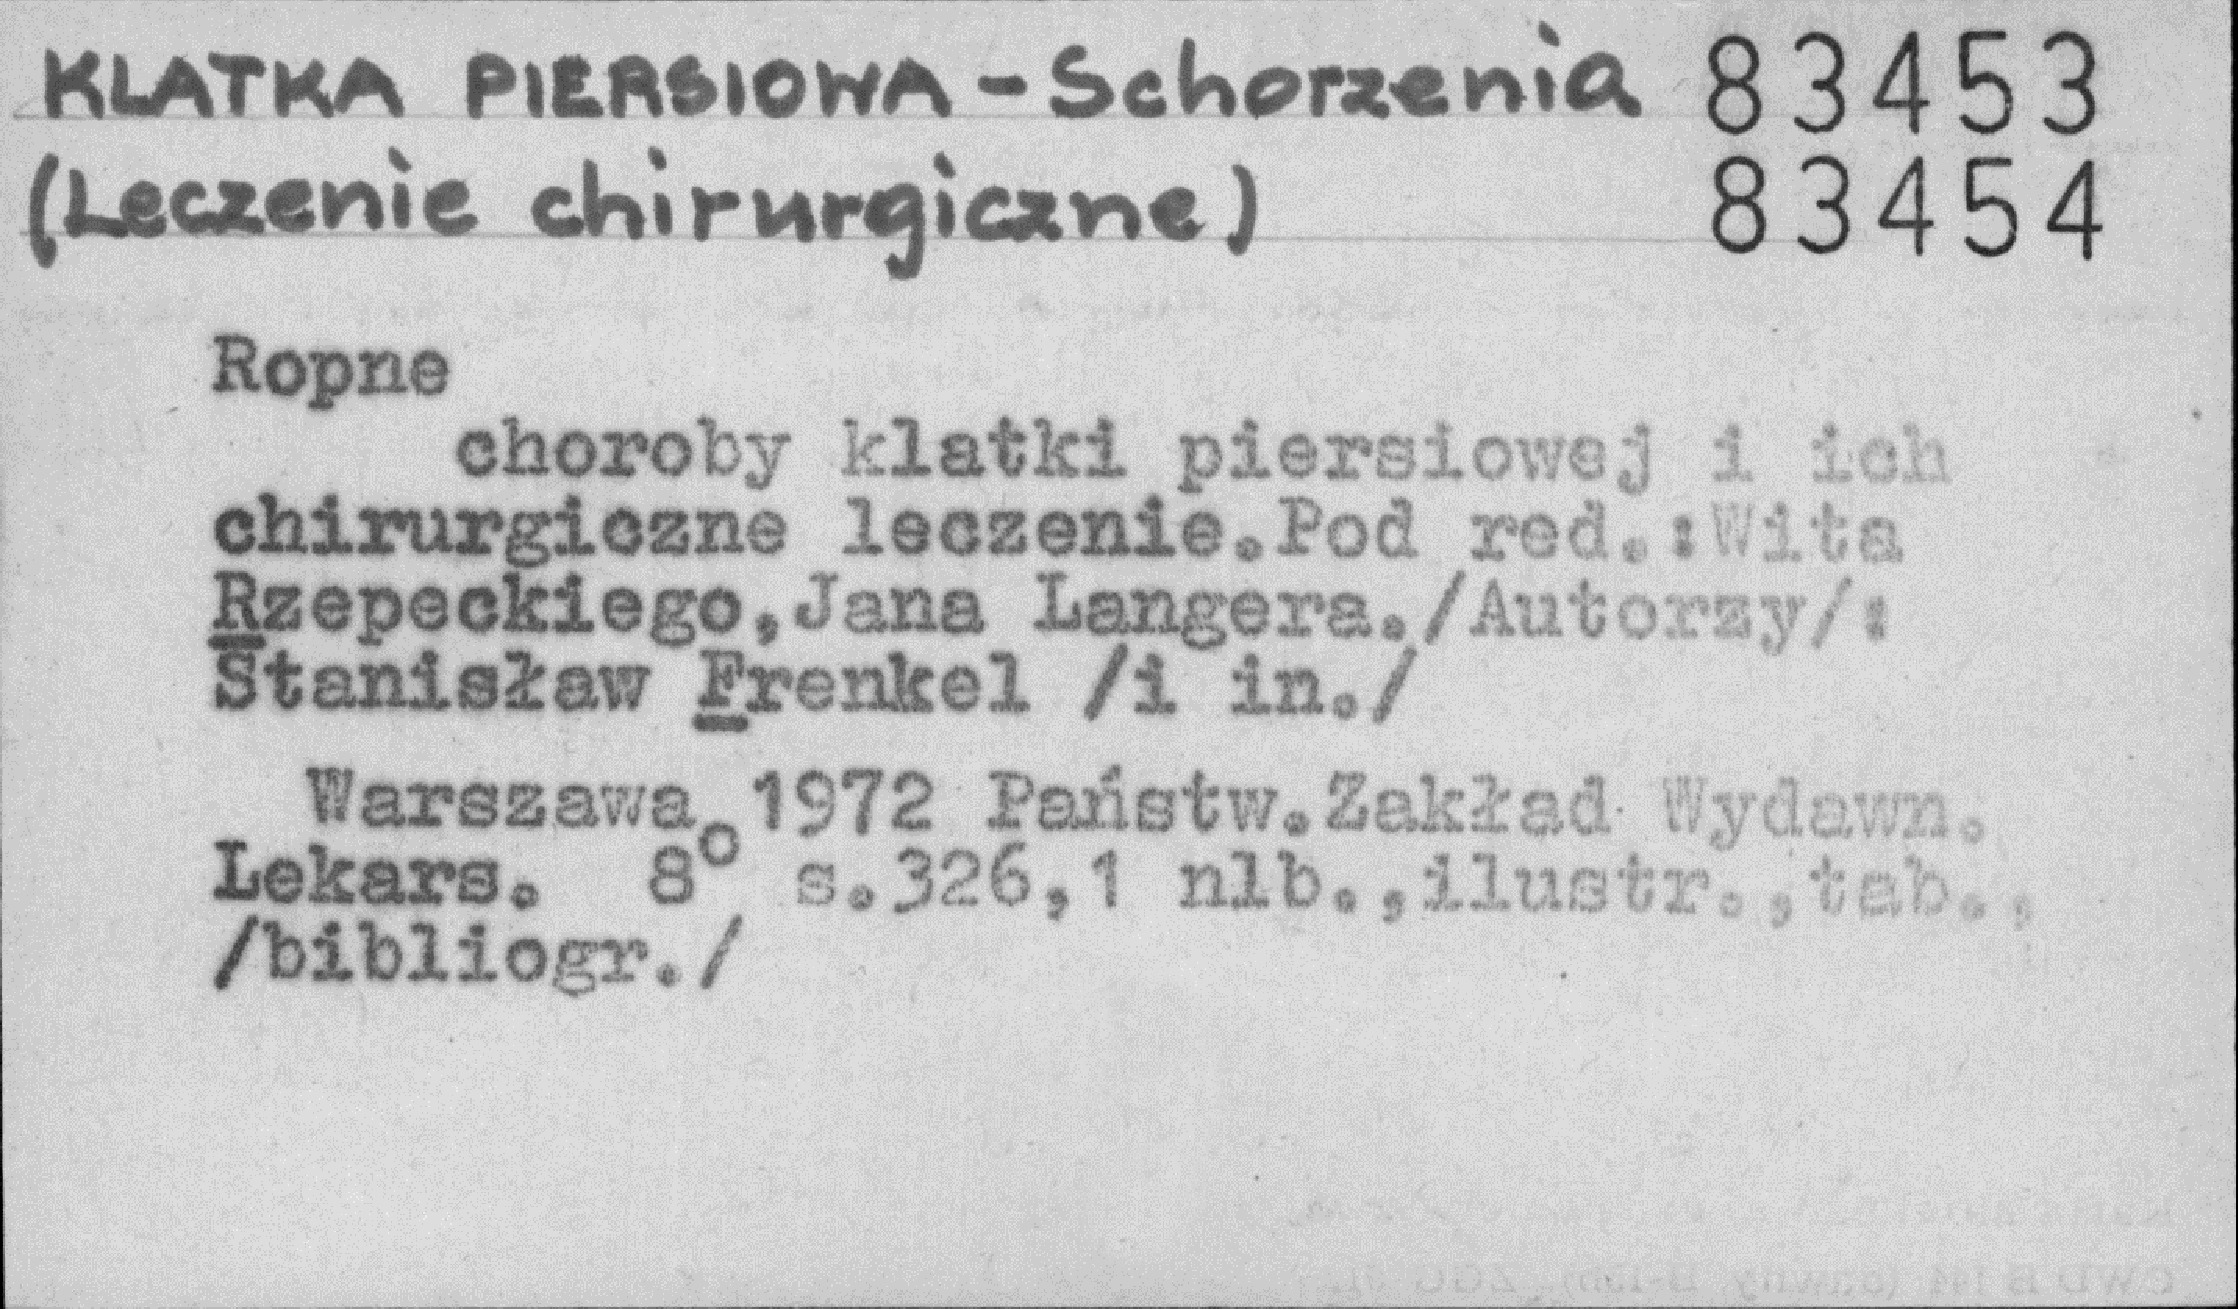 KLATKA PIERSIOWA - Schorzenia 83453
(Leczenie chirurgiczne) 83454
Ropne
choroby klatki piersiowej i ich
chirurgiczne leczenie.Pod red.:Wita
Rzepeckiego,Jana Langera./Autorzy/:
Stanisław Frenkel /i in./
Warszawa 1972 Państw.Zakład Wydawn.
Lekars. 8° s.326,1 nlb.,ilustr.,tab.,
/bibliogr./